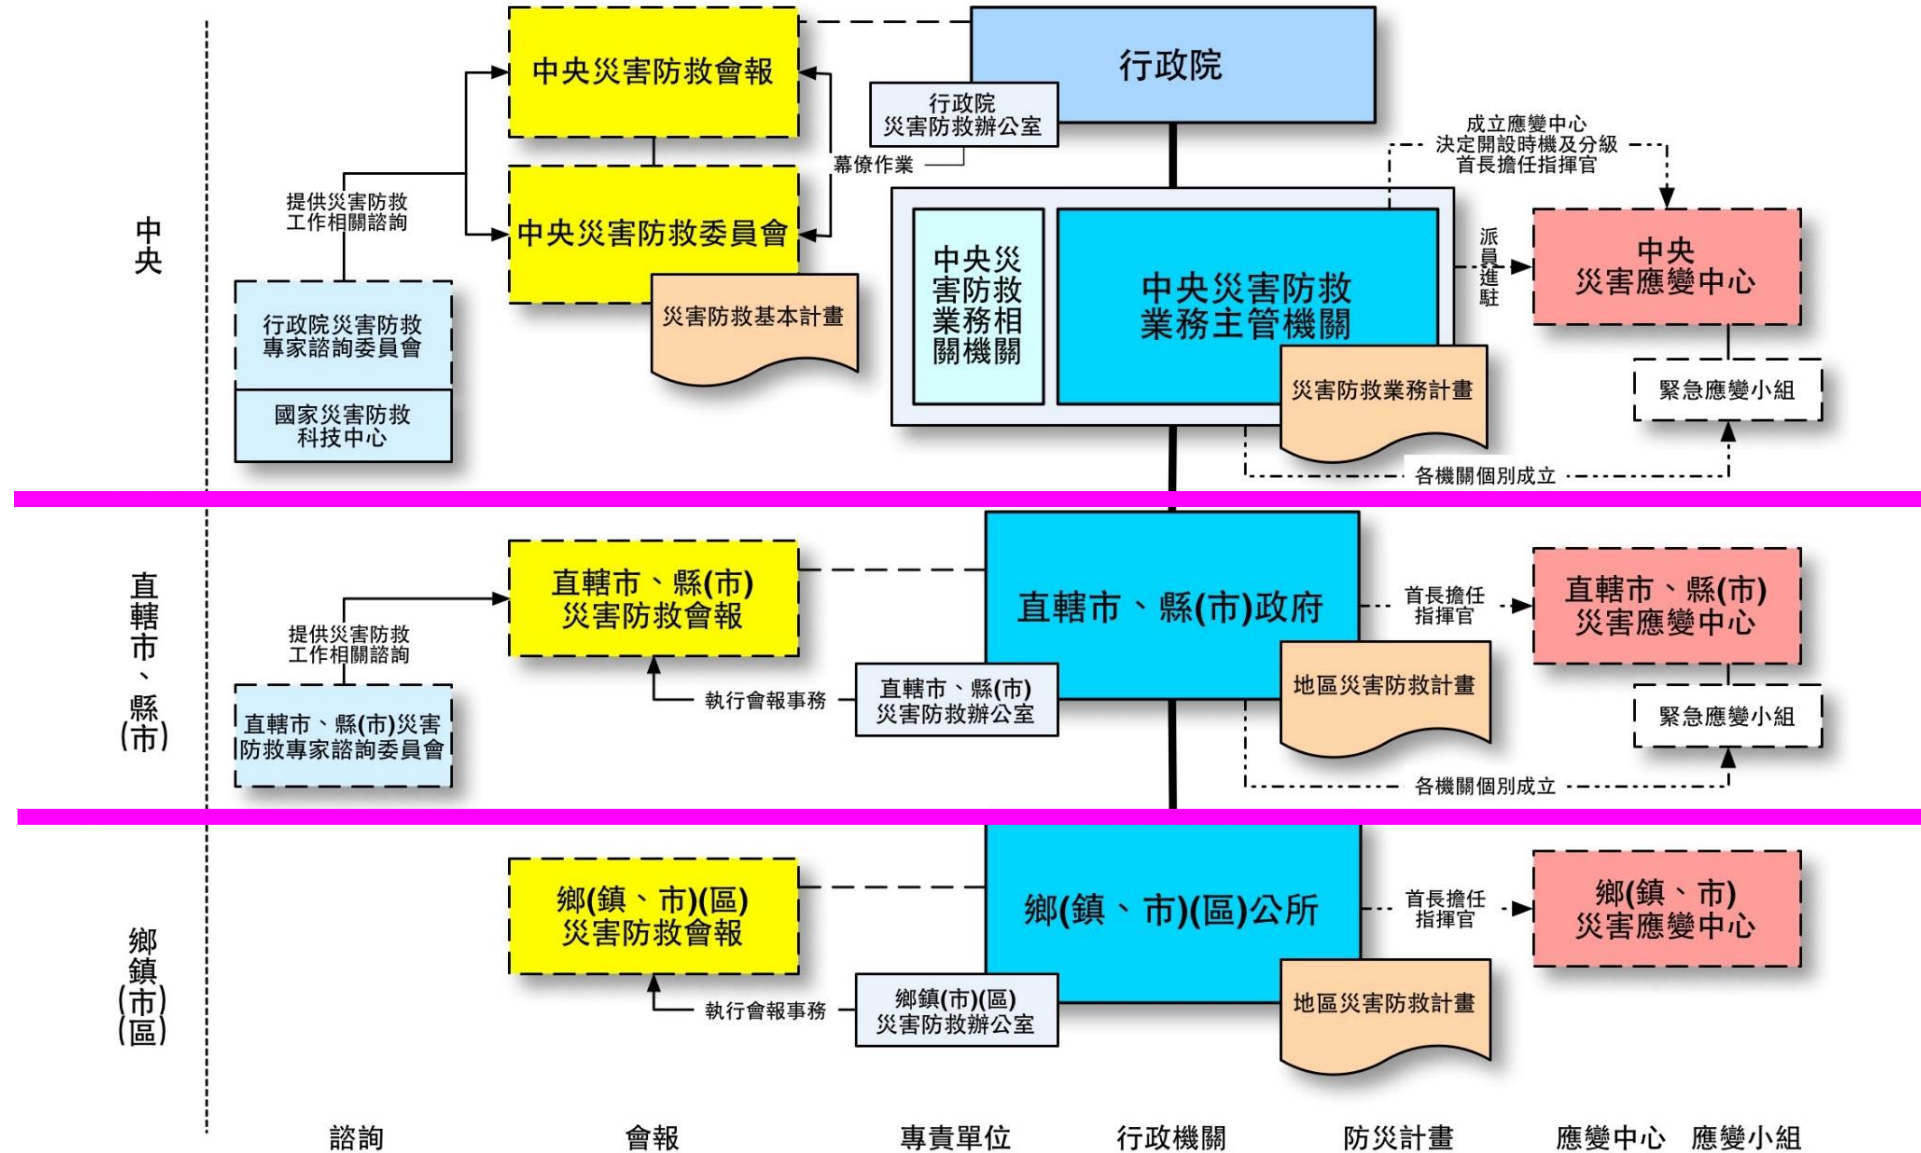 中央
提供災害防救
工作相關諮詢
行政院災害防救
專家諮詢委員會
國家災害防救
科技中心
中央災害防救會報
中央災害防救委員會
災害防救基本計畫
行政院
行政院
災害防救辦公室
幕僚作業
中央災
害防救
業務相
關機關
中央災害防救
業務主管機關
災害防救業務計畫
成立應變中心
決定開設時機及分級
首長擔任指揮官
派員進駐
中央
災害應變中心
緊急應變小組
各機關個別成立
直轄市、縣(市)
提供災害防救
工作相關諮詢
直轄市、縣(市)災害
防救專家諮詢委員會
直轄市、縣(市)
災害防救會報
執行會報事務
直轄市、縣(市)
災害防救辦公室
直轄市、縣(市)政府
地區災害防救計畫
首長擔任
指揮官
直轄市、縣(市)
災害應變中心
緊急應變小組
各機關個別成立
鄉鎮(市)(區)
鄉(鎮、市)(區)
災害防救會報
執行會報事務
鄉鎮(市)(區)
災害防救辦公室
鄉(鎮、市)(區)公所
地區災害防救計畫
首長擔任
指揮官
鄉(鎮、市)
災害應變中心
諮詢
會報
專責單位
行政機關
防災計畫
應變中心
應變小組